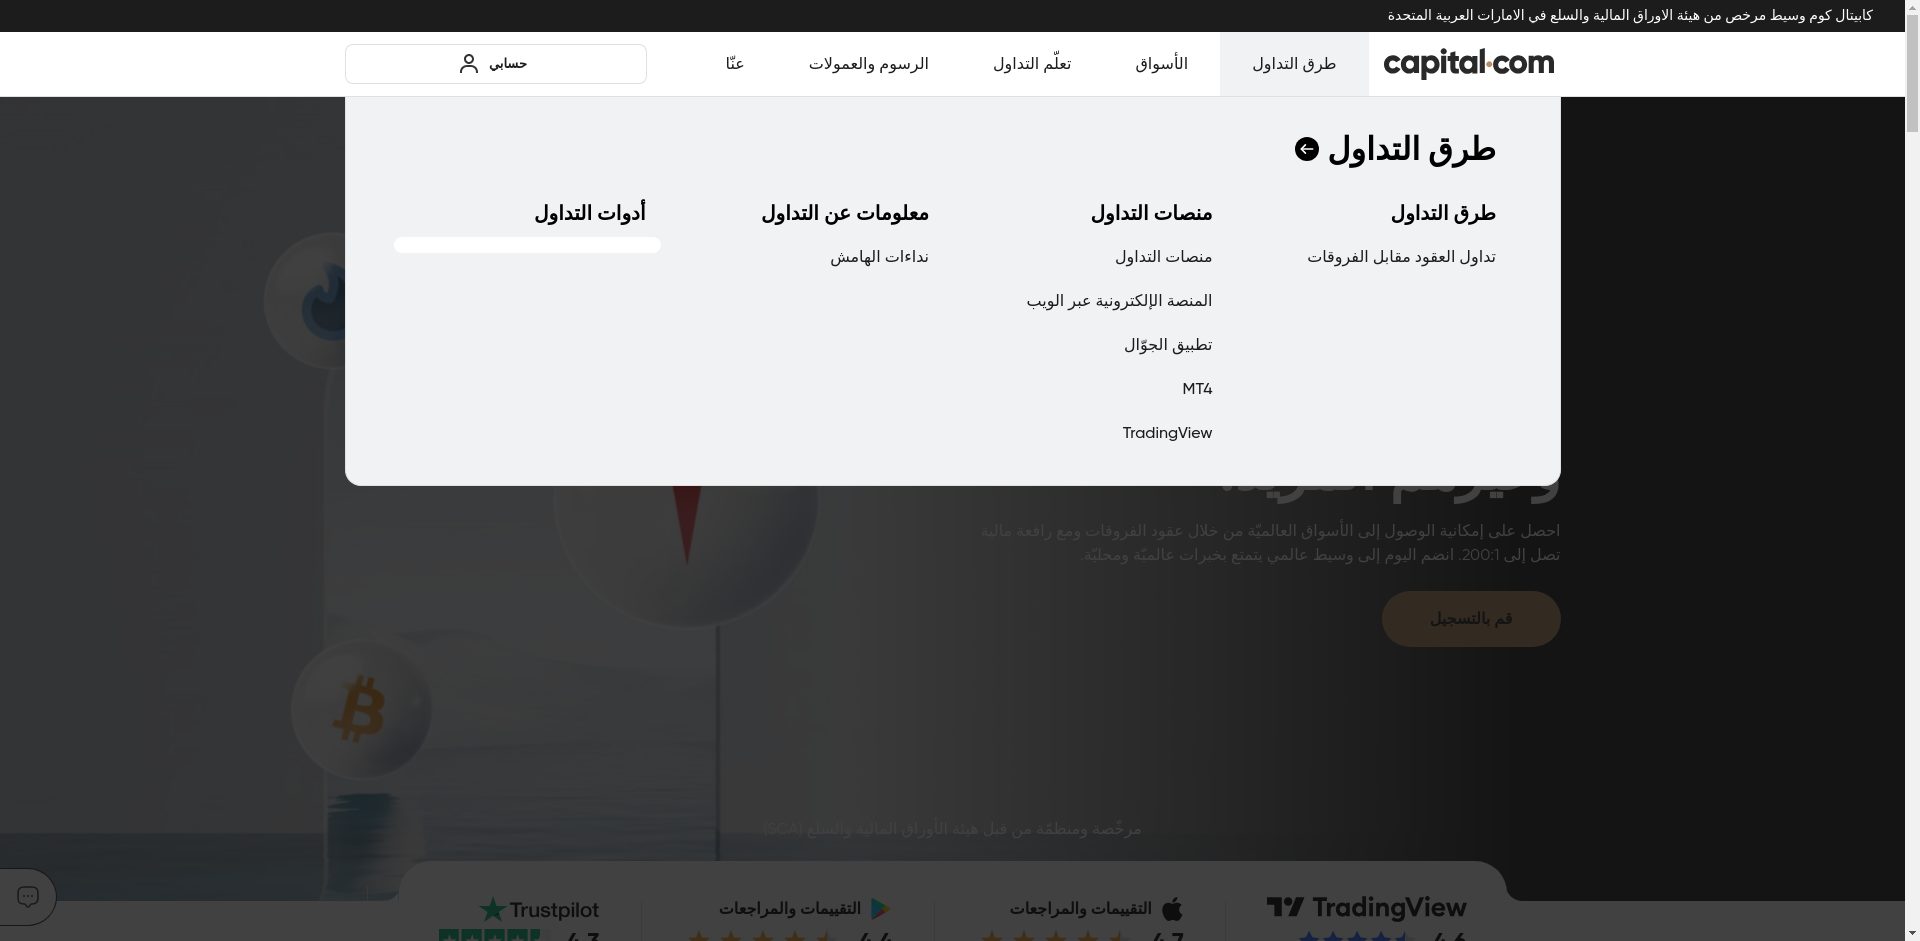 كابيتال كوم وسيط مرخص من هيئة الاوراق المالية والسلع في الامارات العربية المتحدة
capital.com
طرق التداول
الأسواق
تعلّم التداول
الرسوم والعمولات
عنّا
حسابي
طرق التداول
طرق التداول
تداول العقود مقابل الفروقات
منصات التداول
منصات التداول
المنصة الإلكترونية عبر الويب
تطبيق الجوّال
MT4
TradingView
معلومات عن التداول
نداءات الهامش
أدوات التداول
احصل على إمكانية الوصول إلى الأسواق العالميّة من خلال عقود الفروقات ومع رافعة مالية
تصل إلى 200:1. انضم اليوم إلى وسيط عالمي يتمتع بخبرات عالميّة ومحليّة.
قم بالتسجيل
مرخّصة ومنظمّة من قبل هيئة الأوراق المالية والسلع (SCA)
TradingView
4.6
التقييمات والمراجعات
4.7
التقييمات والمراجعات
4.4
Trustpilot
4.3